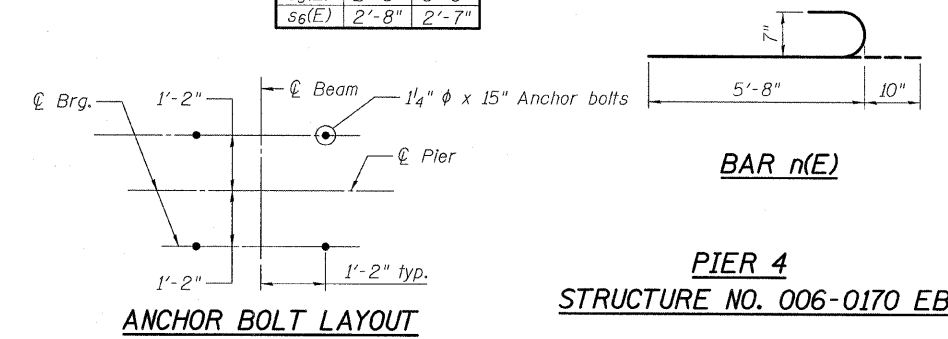 s6(E) 2'-8" 2'-7"
7"
5'-8" 10"
BAR n(E)
℄ Brg.
1'-2"
℄ Beam
1¼" φ x 15" Anchor bolts
℄ Pier
1'-2"
1'-2" typ.
ANCHOR BOLT LAYOUT
PIER 4
STRUCTURE NO. 006-0170 EB